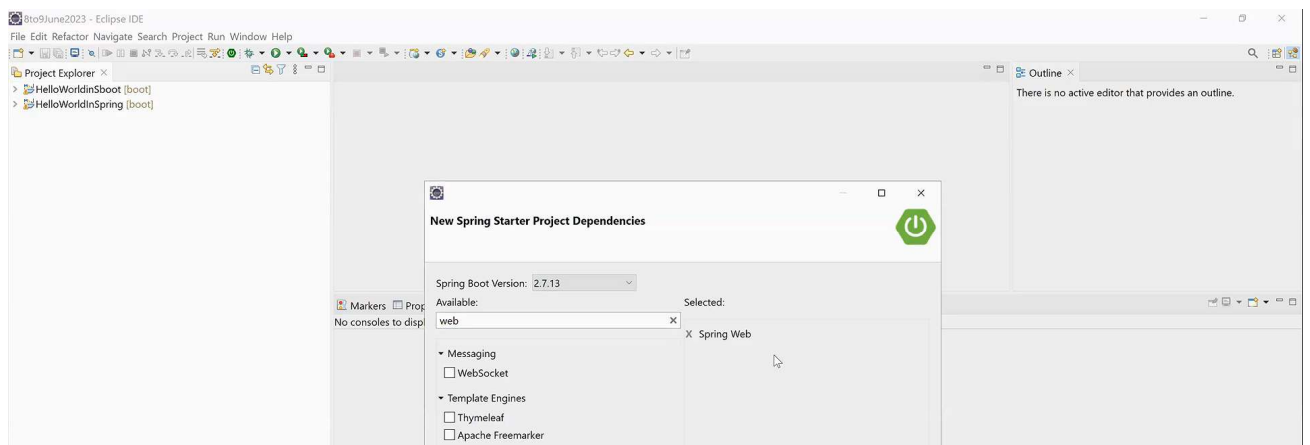 8to9June2023 - Eclipse IDE
File Edit Refactor Navigate Search Project Run Window Help
Project Explorer
HelloWorldinSboot [boot]
HelloWorldInSpring [boot]
Outline
There is no active editor that provides an outline.
New Spring Starter Project Dependencies
Spring Boot Version: 2.7.13
Available:
Selected:
web
X Spring Web
Messaging
WebSocket
Template Engines
Thymeleaf
Apache Freemarker
Markers Prop
No consoles to displ